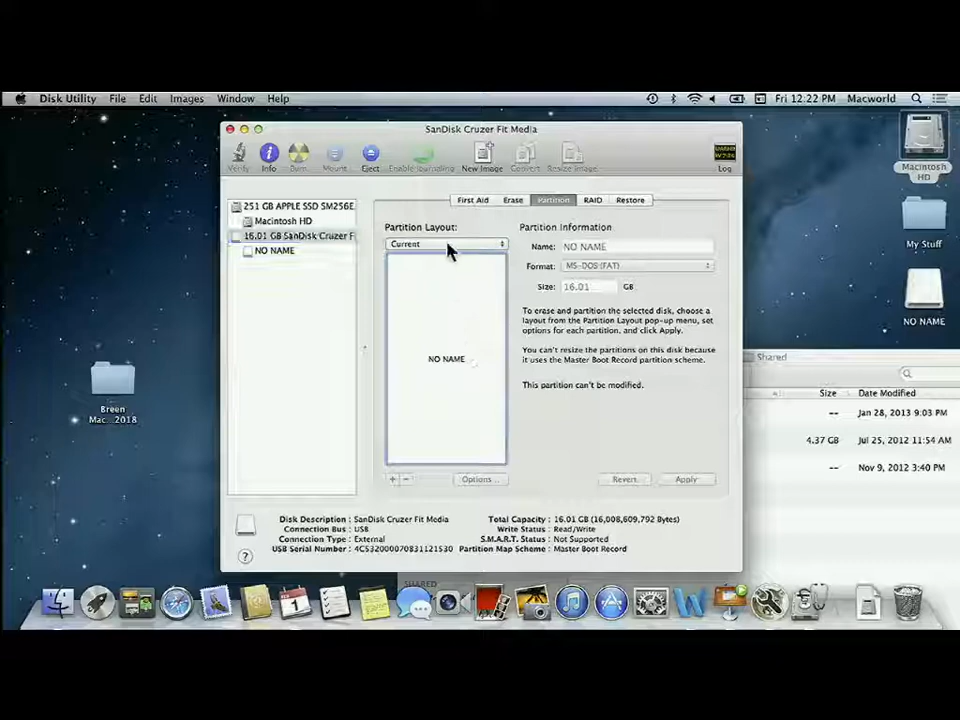 Disk Utility File Edit Images Window Help Fri 12:22 PM Macworld
SanDisk Cruzer Fit Media
Verify Info Burn Mount Eject Enable Journaling New Image Convert Resize Image Log
251 GB APPLE SSD SM256E
Macintosh HD
16.01 GB SanDisk Cruzer F
NO NAME
First Aid Erase Partition RAID Restore
Partition Layout:
Current
NO NAME
+ −
Options...
Partition Information
Name: NO NAME
Format: MS-DOS (FAT)
Size: 16.01 GB
To erase and partition the selected disk, choose a
layout from the Partition Layout pop-up menu, set
options for each partition, and click Apply.
You can't resize the partitions on this disk because
it uses the Master Boot Record partition scheme.
This partition can't be modified.
Revert Apply
Disk Description : SanDisk Cruzer Fit Media
Connection Bus : USB
Connection Type : External
USB Serial Number : 4C532000070831121530
Total Capacity : 16.01 GB (16,008,609,792 Bytes)
Write Status : Read/Write
S.M.A.R.T. Status : Not Supported
Partition Map Scheme : Master Boot Record
?
Macintosh
HD
My Stuff
NO NAME
Breen
Mac...2018
Shared
Size Date Modified
-- Jan 28, 2013 9:03 PM
4.37 GB Jul 25, 2012 11:54 AM
-- Nov 9, 2012 3:40 PM
SHARED
1
W